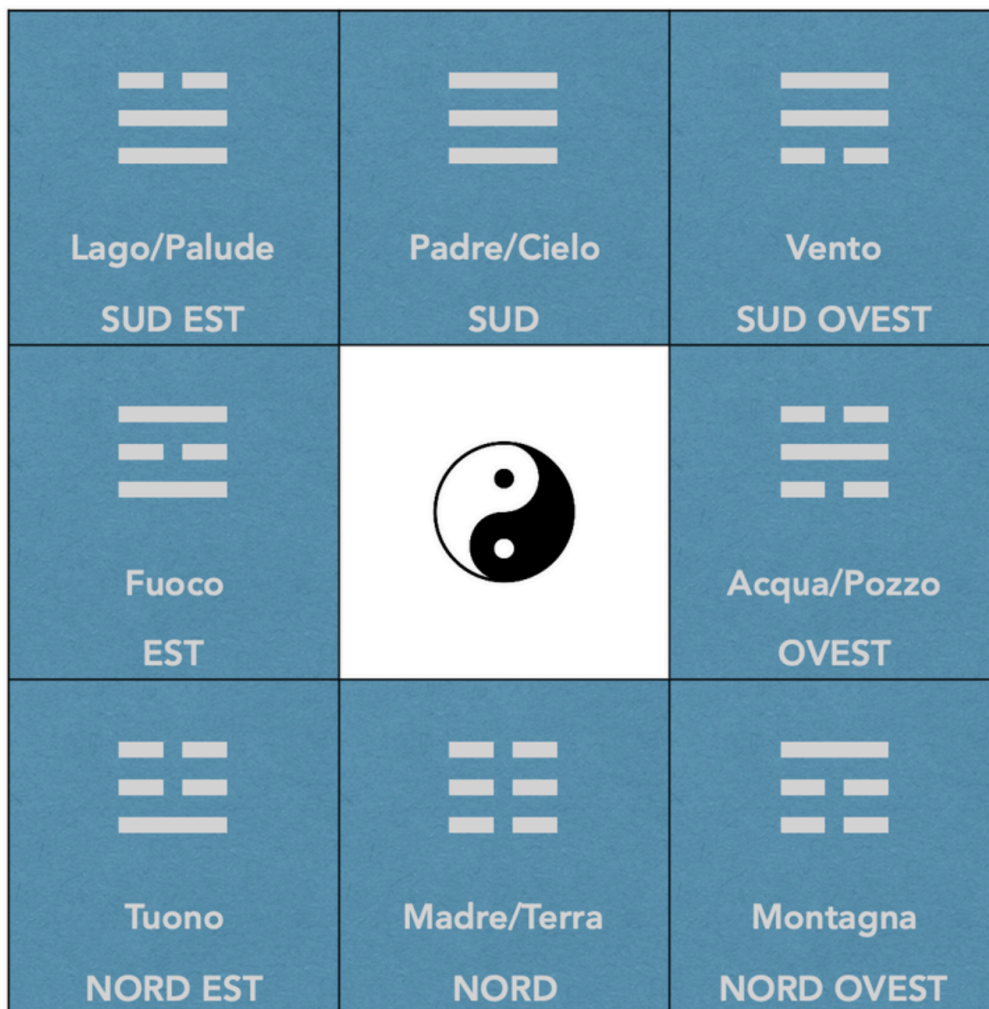 Lago/Palude
SUD EST
Padre/Cielo
SUD
Vento
SUD OVEST
Fuoco
EST
Acqua/Pozzo
OVEST
Tuono
NORD EST
Madre/Terra
NORD
Montagna
NORD OVEST